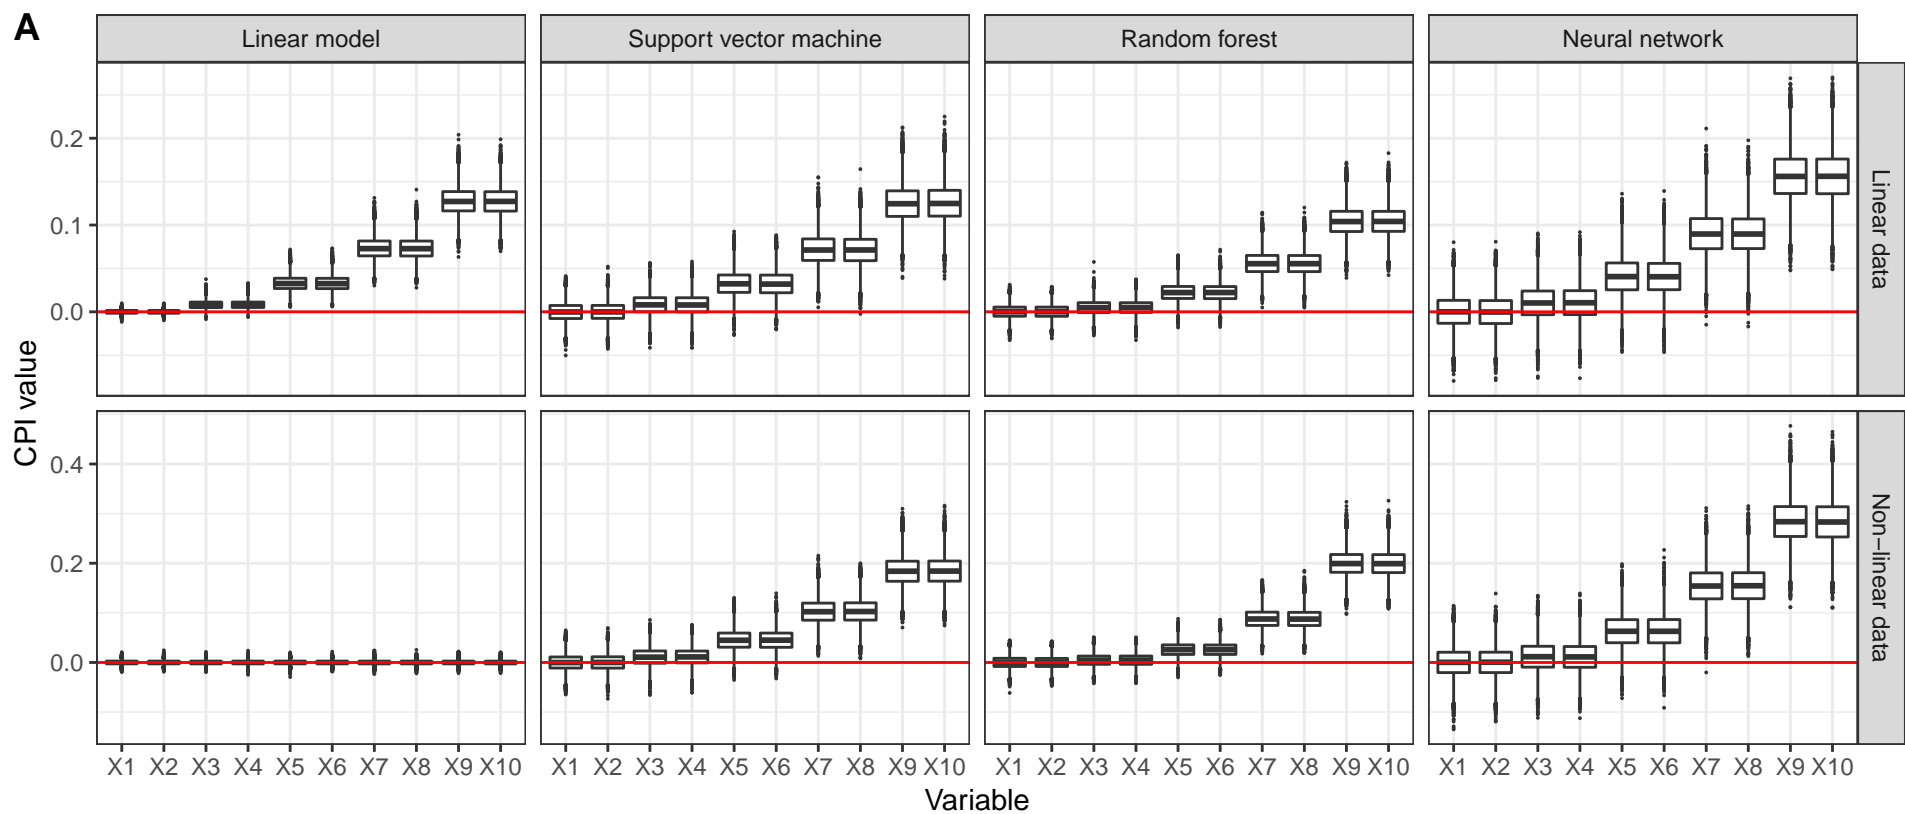 A
Linear model
Support vector machine
Random forest
Neural network
CPI value
0.2
0.1
0.0
Linear data
0.4
0.2
0.0
Non−linear data
X1 X2 X3 X4 X5 X6 X7 X8 X9 X10
X1 X2 X3 X4 X5 X6 X7 X8 X9 X10
X1 X2 X3 X4 X5 X6 X7 X8 X9 X10
X1 X2 X3 X4 X5 X6 X7 X8 X9 X10
Variable